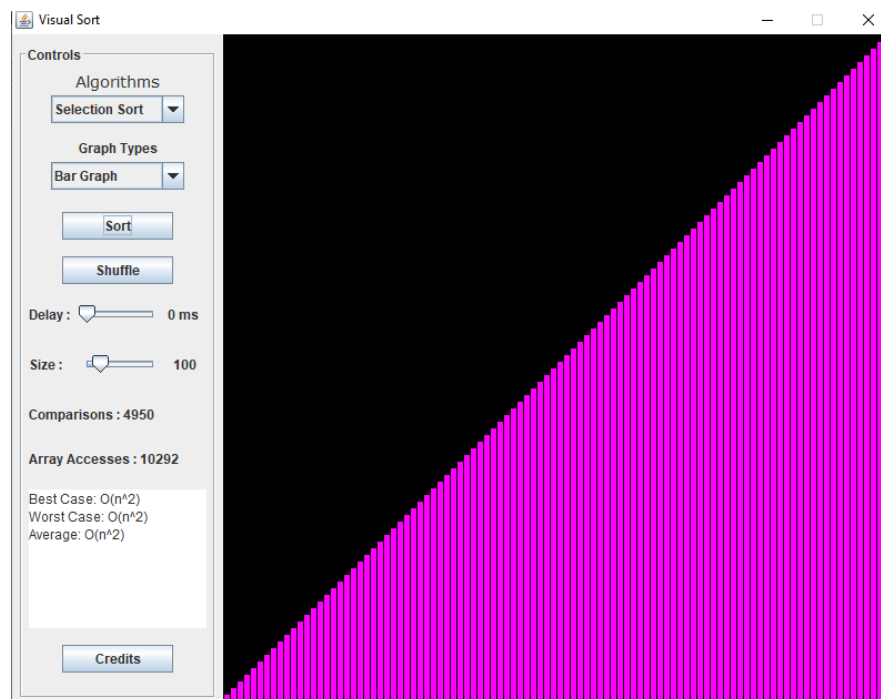 Visual Sort
Controls
Algorithms
Selection Sort
Graph Types
Bar Graph
Sort
Shuffle
Delay : 0 ms
Size : 100
Comparisons : 4950
Array Accesses : 10292
Best Case: O(n^2)
Worst Case: O(n^2)
Average: O(n^2)
Credits